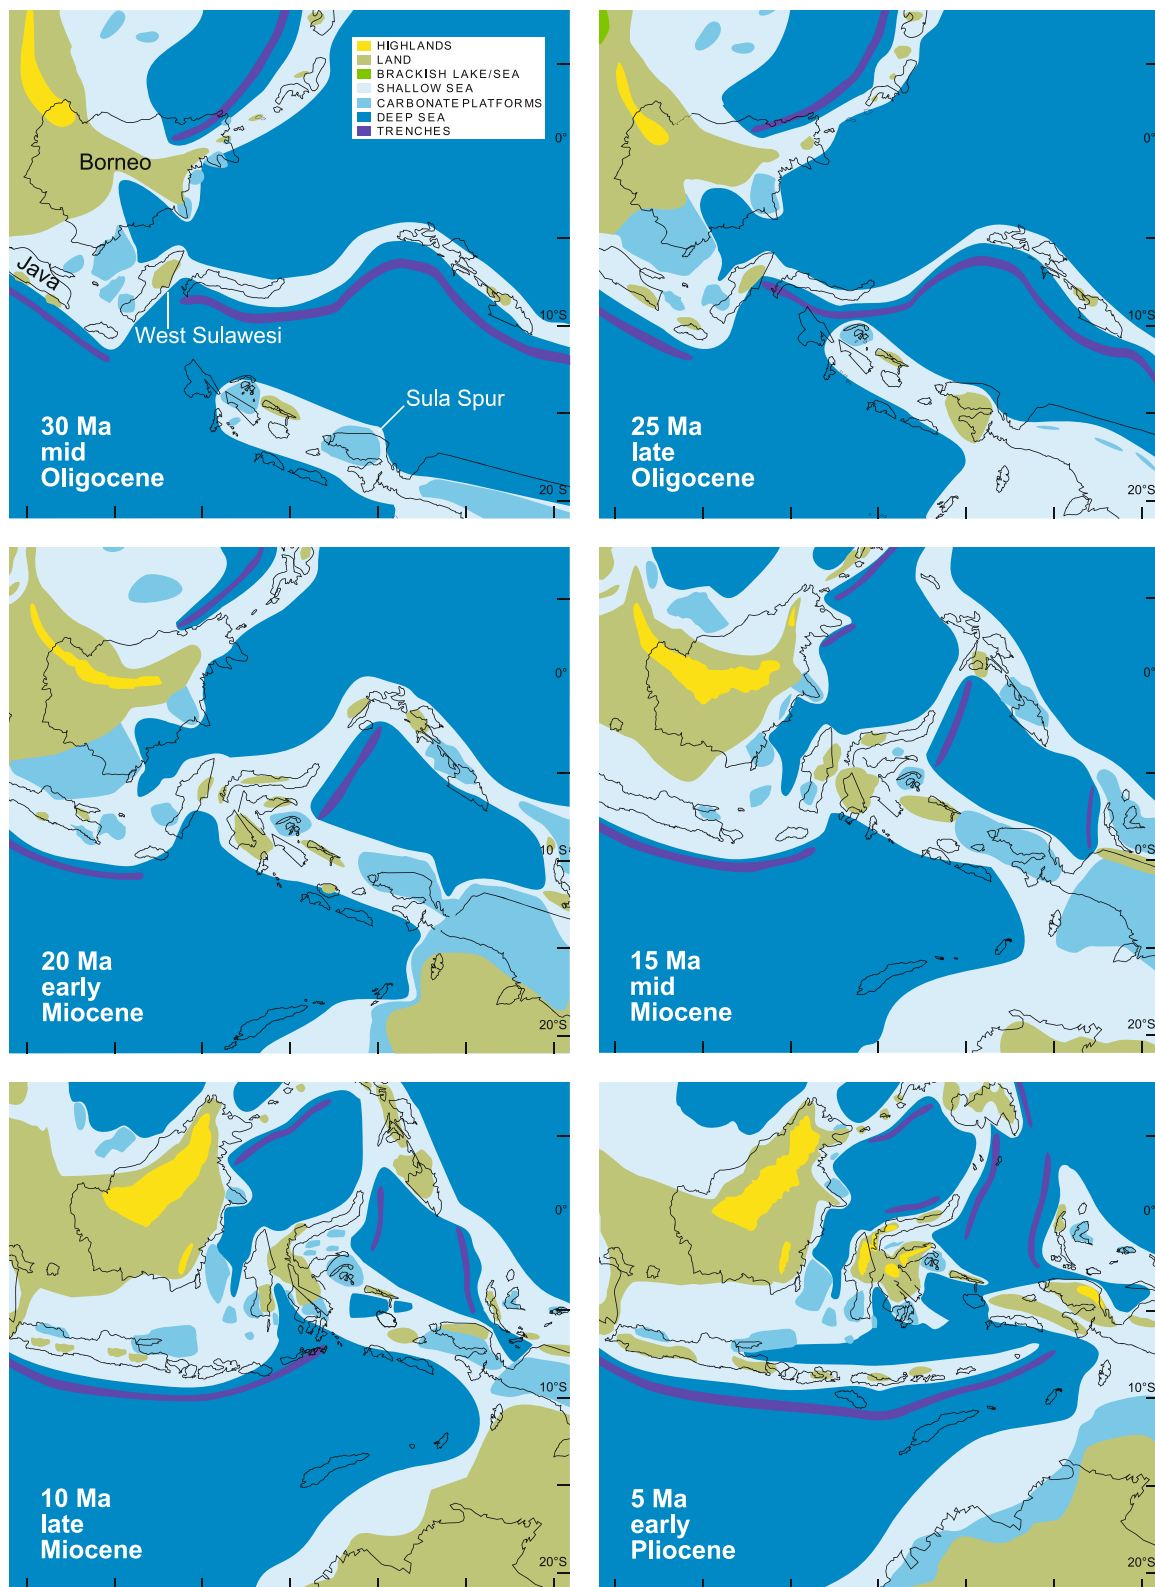 HIGHLANDS
LAND
BRACKISH LAKE/SEA
SHALLOW SEA
CARBONATE PLATFORMS
DEEP SEA
TRENCHES
0°
Borneo
Java
10°S
West Sulawesi
Sula Spur
30 Ma
mid
Oligocene
20 S
0°
10°S
25 Ma
late
Oligocene
20°S
0°
10 S
20 Ma
early
Miocene
20°S
0°
0°S
15 Ma
mid
Miocene
20°S
0°
10°S
10 Ma
late
Miocene
20°S
0°
10°S
5 Ma
early
Pliocene
20°S